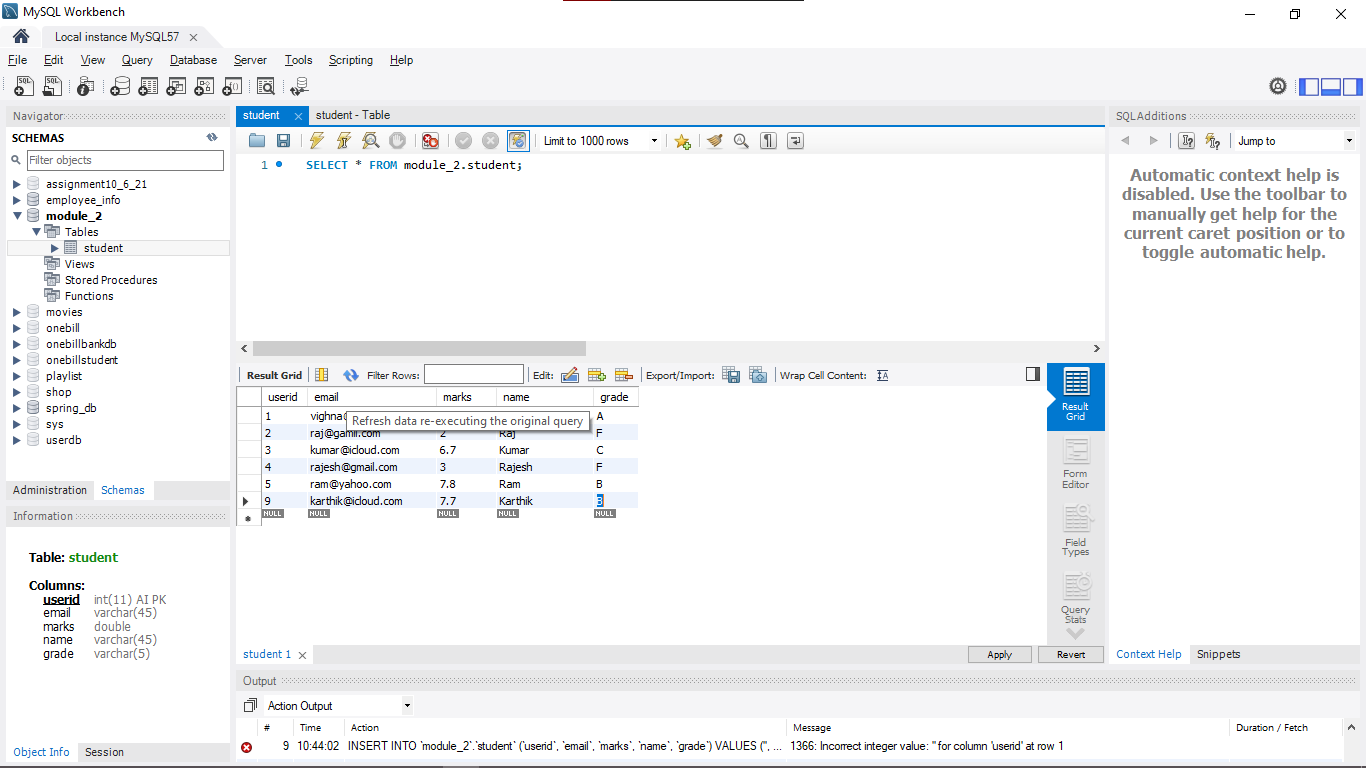 MySQL Workbench
Local instance MySQL57
File Edit View Query Database Server Tools Scripting Help
Navigator
SCHEMAS
Filter objects
assignment10_6_21
employee_info
module_2
Tables
student
Views
Stored Procedures
Functions
movies
onebill
onebillbankdb
onebillstudent
playlist
shop
spring_db
sys
userdb
Administration Schemas
Information
Table: student
Columns:
userid int(11) AI PK
email varchar(45)
marks double
name varchar(45)
grade varchar(5)
Object Info Session
student student - Table
Limit to 1000 rows
1 SELECT * FROM module_2.student;
Result Grid Filter Rows: Edit: Export/Import: Wrap Cell Content: IA
userid email marks name grade
1 vighna A
Refresh data re-executing the original query
2 raj@gamil.com 2 Raj F
3 kumar@icloud.com 6.7 Kumar C
4 rajesh@gmail.com 3 Rajesh F
5 ram@yahoo.com 7.8 Ram B
9 karthik@icloud.com 7.7 Karthik B
NULL NULL NULL NULL NULL
Result Grid
Form Editor
Field Types
Query Stats
student 1 Apply Revert
Output
Action Output
# Time Action Message Duration / Fetch
9 10:44:02 INSERT INTO `module_2`.`student` (`userid`, `email`, `marks`, `name`, `grade`) VALUES ('', ... 1366: Incorrect integer value: '' for column 'userid' at row 1
SQLAdditions
Jump to
Automatic context help is
disabled. Use the toolbar to
manually get help for the
current caret position or to
toggle automatic help.
Context Help Snippets